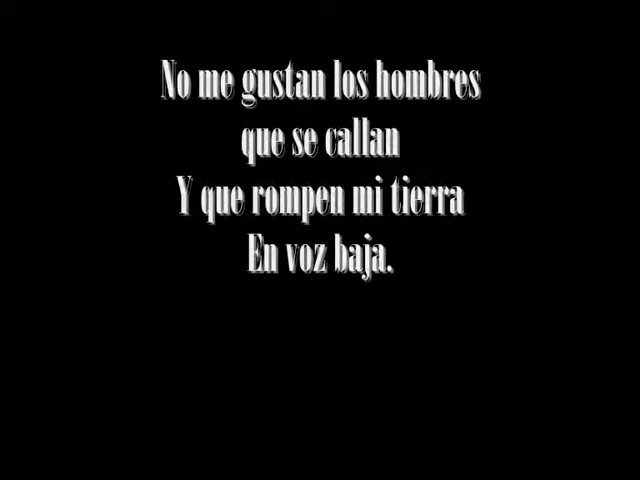 No me gustan los hombres
que se callan
Y que rompen mi tierra
En voz baja.